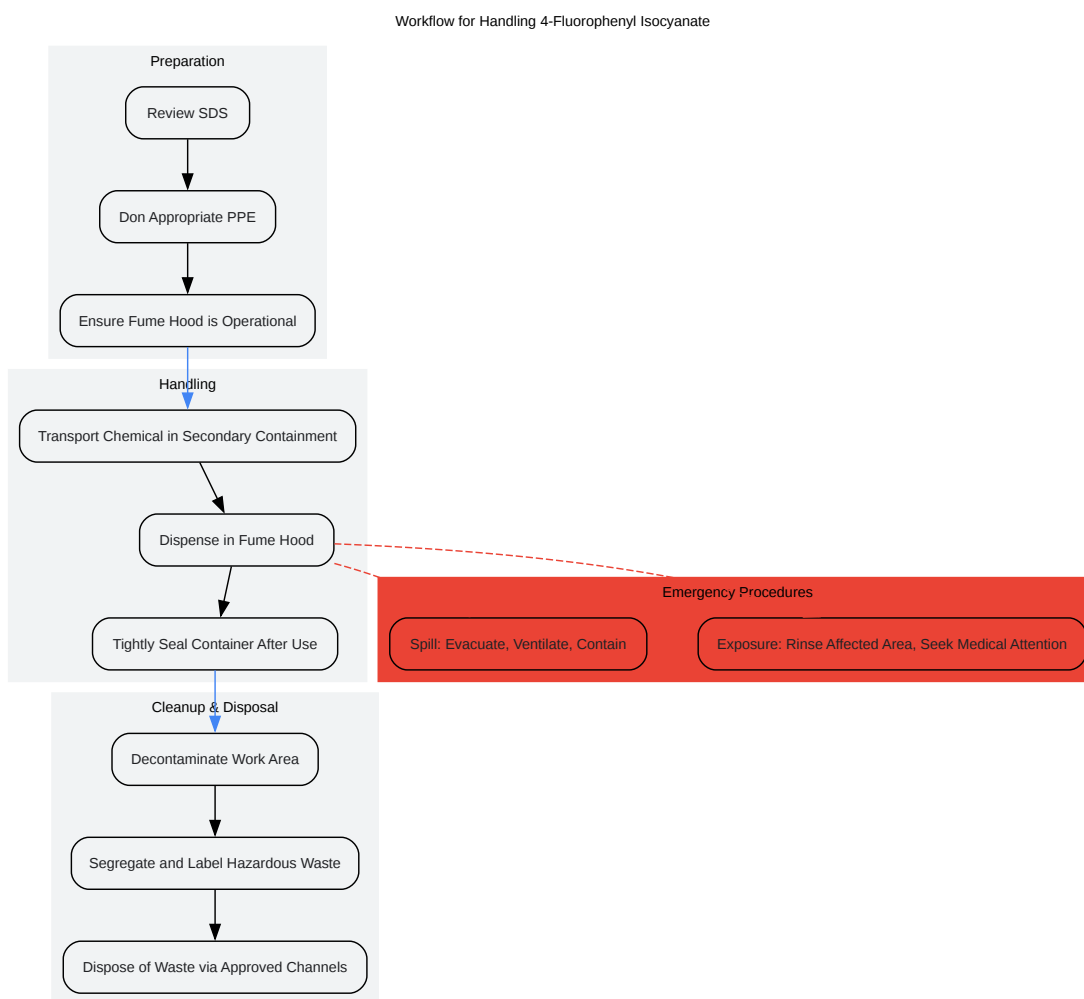 Workflow for Handling 4-Fluorophenyl Isocyanate
Preparation
Review SDS
Don Appropriate PPE
Ensure Fume Hood is Operational
Handling
Transport Chemical in Secondary Containment
Dispense in Fume Hood
Tightly Seal Container After Use
Emergency Procedures
Spill: Evacuate, Ventilate, Contain
Exposure: Rinse Affected Area, Seek Medical Attention
Cleanup & Disposal
Decontaminate Work Area
Segregate and Label Hazardous Waste
Dispose of Waste via Approved Channels